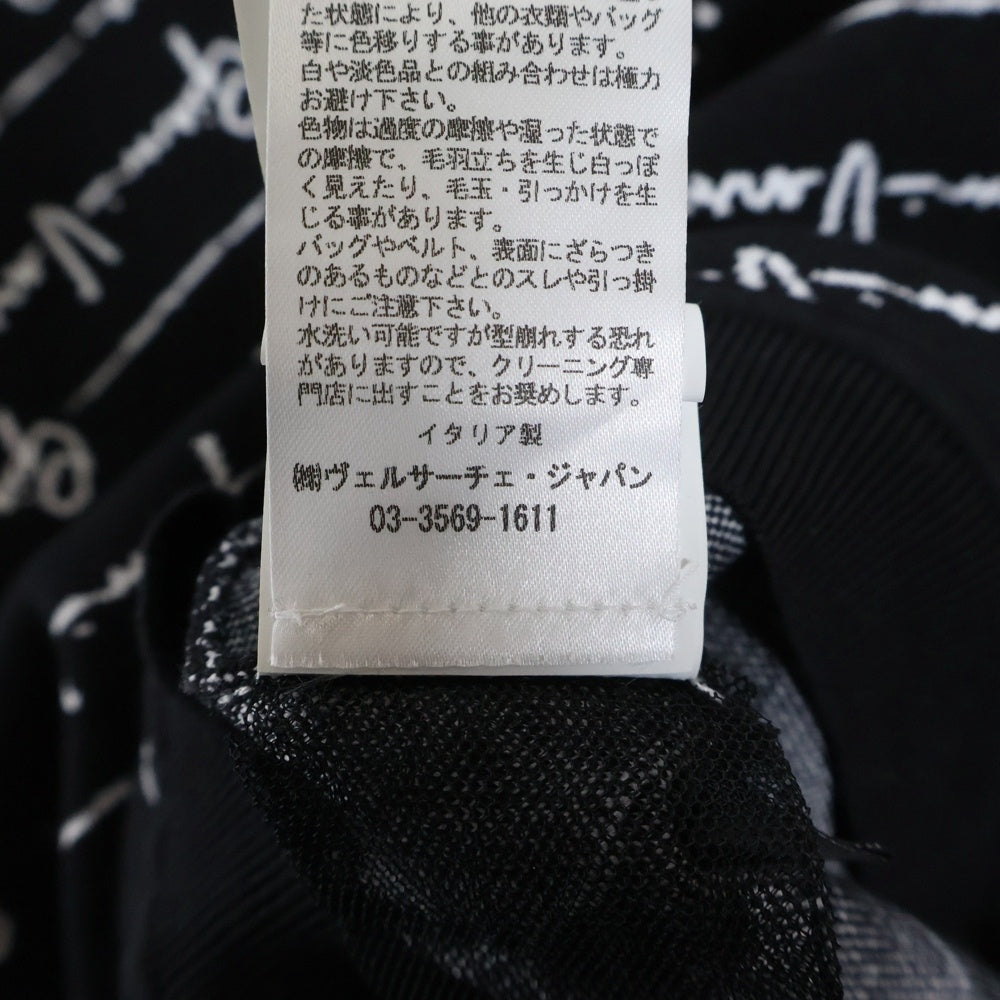 た状態により、他の衣類やバッグ
等に色移りする事があります。
白や淡色品との組み合わせは極力
お避け下さい。
色物は過度の摩擦や湿った状態で
の摩擦で、毛羽立ちを生じ白っぽ
く見えたり、毛玉・引っかけを生
じる事があります。
バッグやベルト、表面にざらつき
のあるものなどとのスレや引っ掛
けにご注意下さい。
水洗い可能ですが型崩れする恐れ
がありますので、クリーニング専
門店に出すことをお奨めします。
イタリア製
㈱ヴェルサーチェ・ジャパン
03-3569-1611